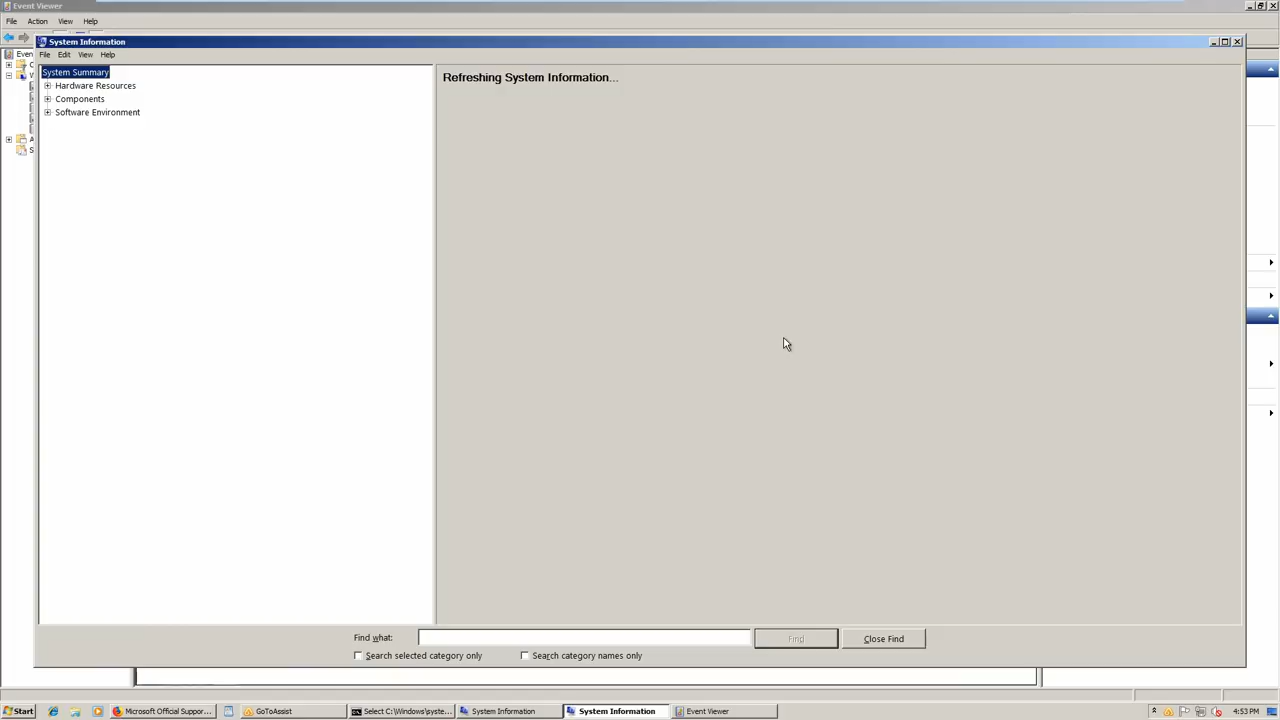 Event Viewer
File Action View Help
System Information
File Edit View Help
Even
System Summary
Hardware Resources
Components
Software Environment
Refreshing System Information...
Find what:
Find
Close Find
Search selected category only
Search category names only
Start
Microsoft Official Suppor...
GoToAssist
Select C:\Windows\syste...
System Information
System Information
Event Viewer
4:53 PM